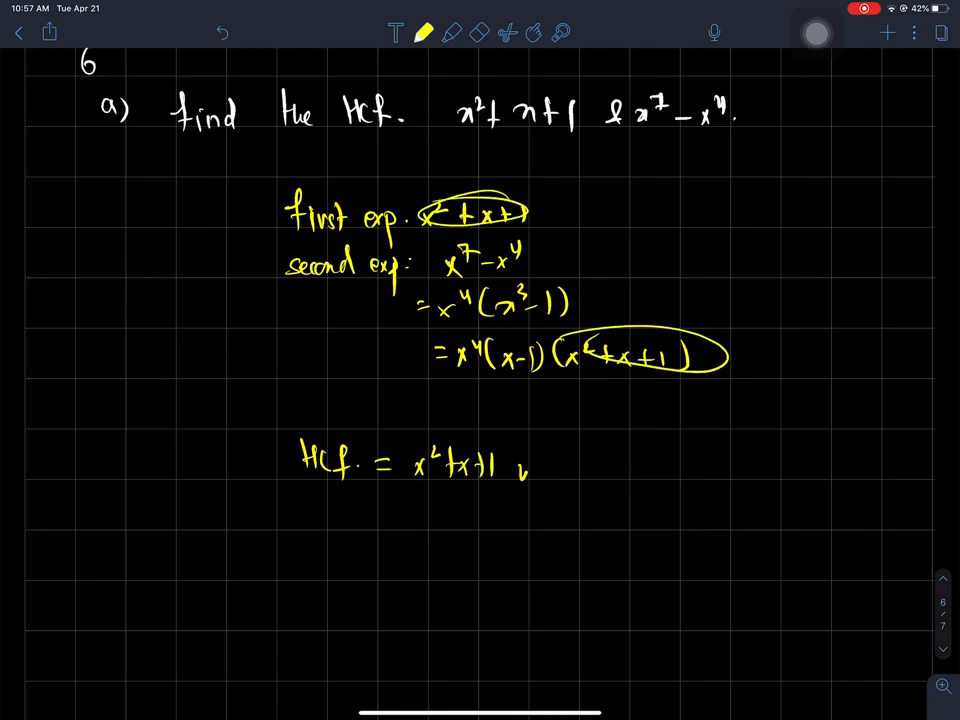 10:57 AM Tue Apr 21
42%
6
a) find the HCf. x² + x + 1 & x⁷ - x⁴.
first exp. x² + x + 1
second exp: x⁷ - x⁴
= x⁴ (x³ - 1)
= x⁴ (x-1) (x² + x + 1)
HCf. = x² + x + 1
6
/
7